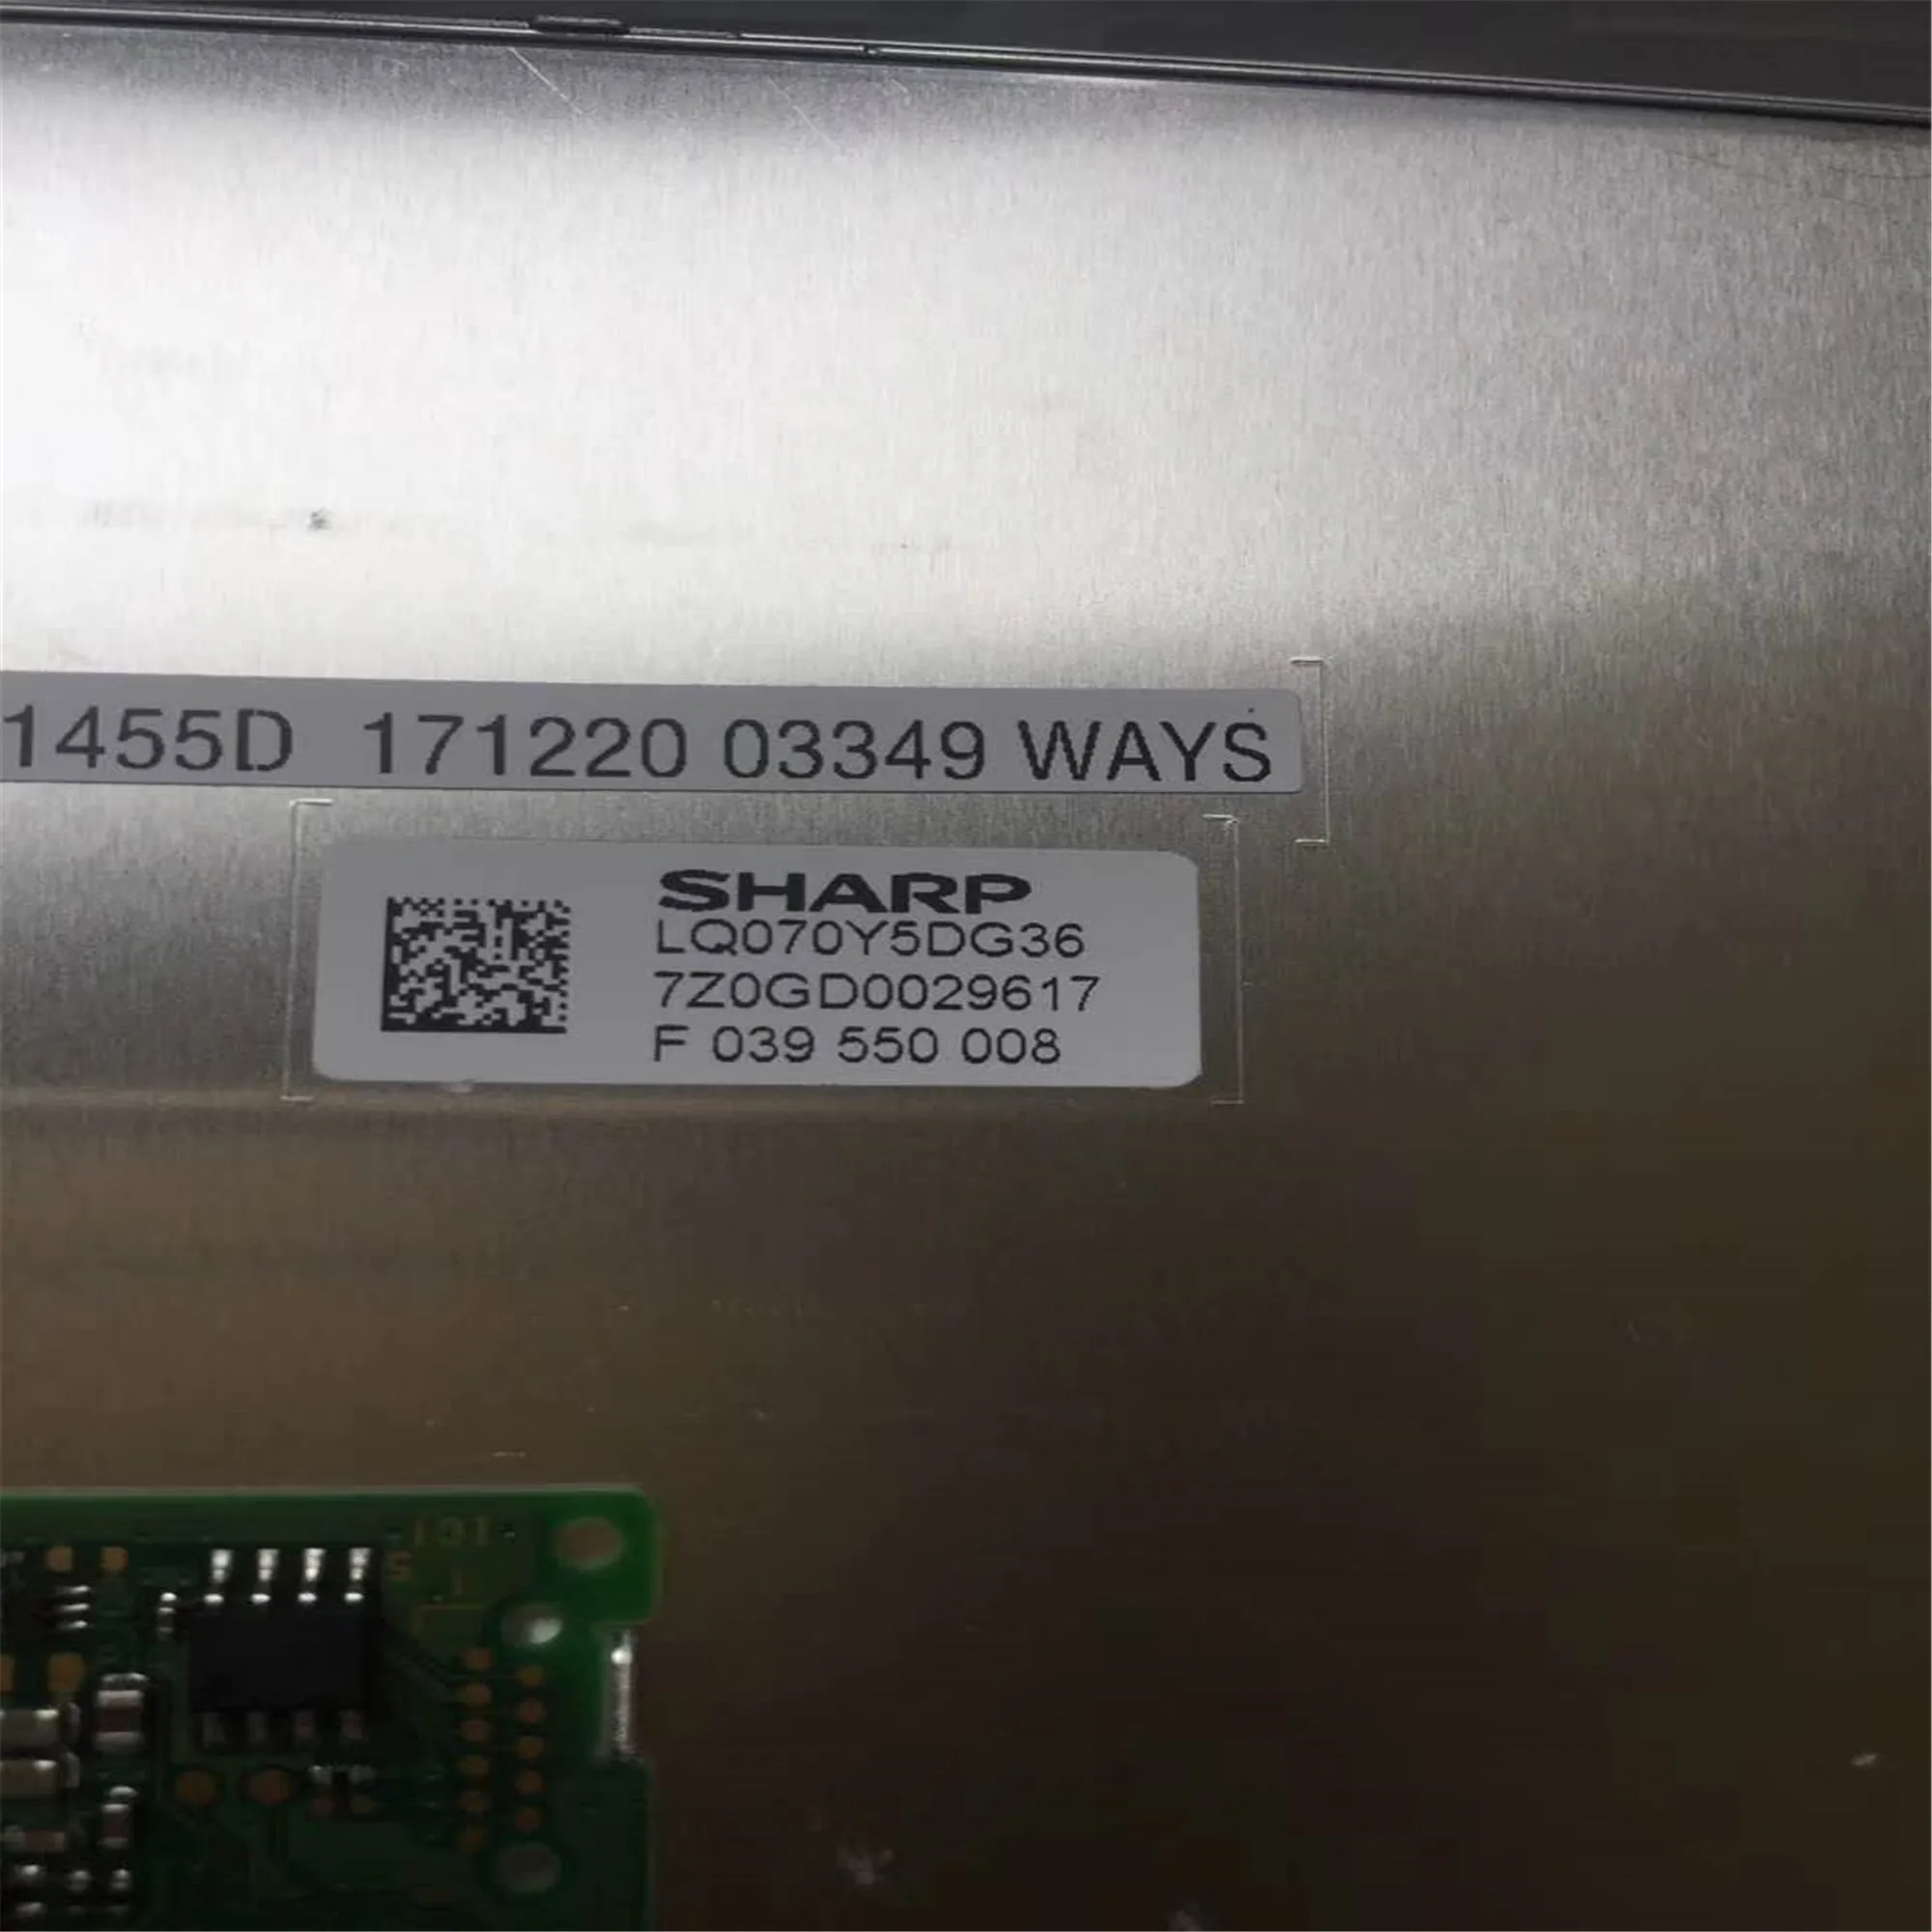 1455D 171220 03349 WAYS
SHARP
LQ070Y5DG36
7Z0GD0029617
F 039 550 008